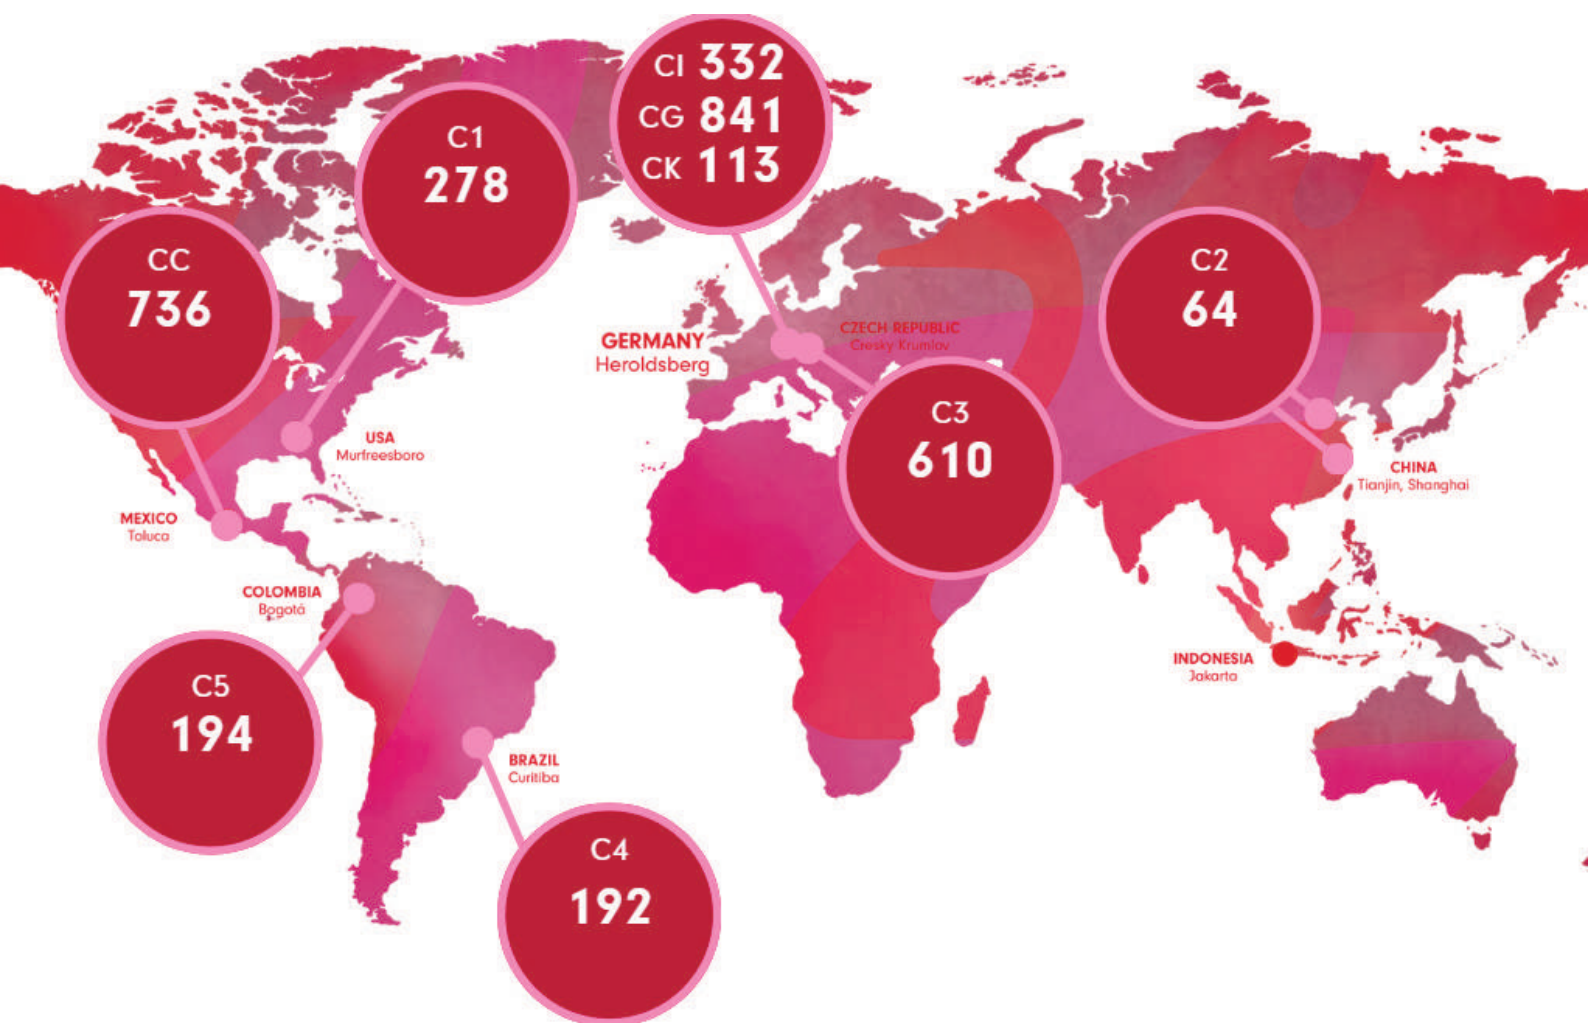 CI 332
CG 841
CK 113
C1
278
CC
736
C2
64
GERMANY
Heroldsberg
CZECH REPUBLIC
Cresky Krumlov
C3
610
USA
Murfreesboro
CHINA
Tianjin, Shanghai
MEXICO
Toluca
COLOMBIA
Bogotá
INDONESIA
Jakarta
C5
194
BRAZIL
Curitiba
C4
192